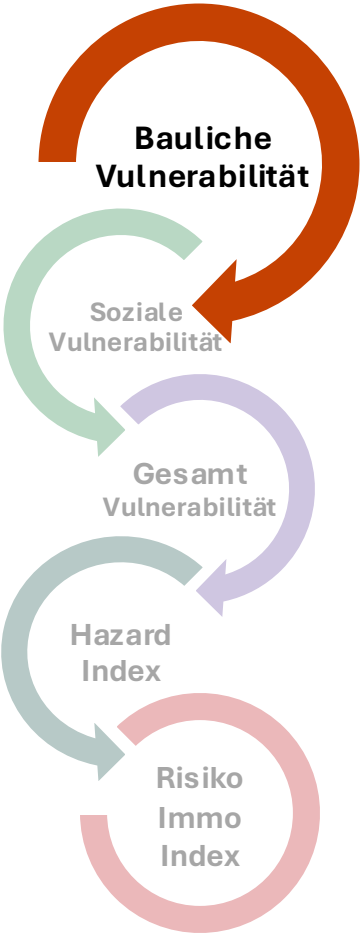 Bauliche
Vulnerabilität
Soziale
Vulnerabilität
Gesamt
Vulnerabilität
Hazard
Index
Risiko
Immo
Index